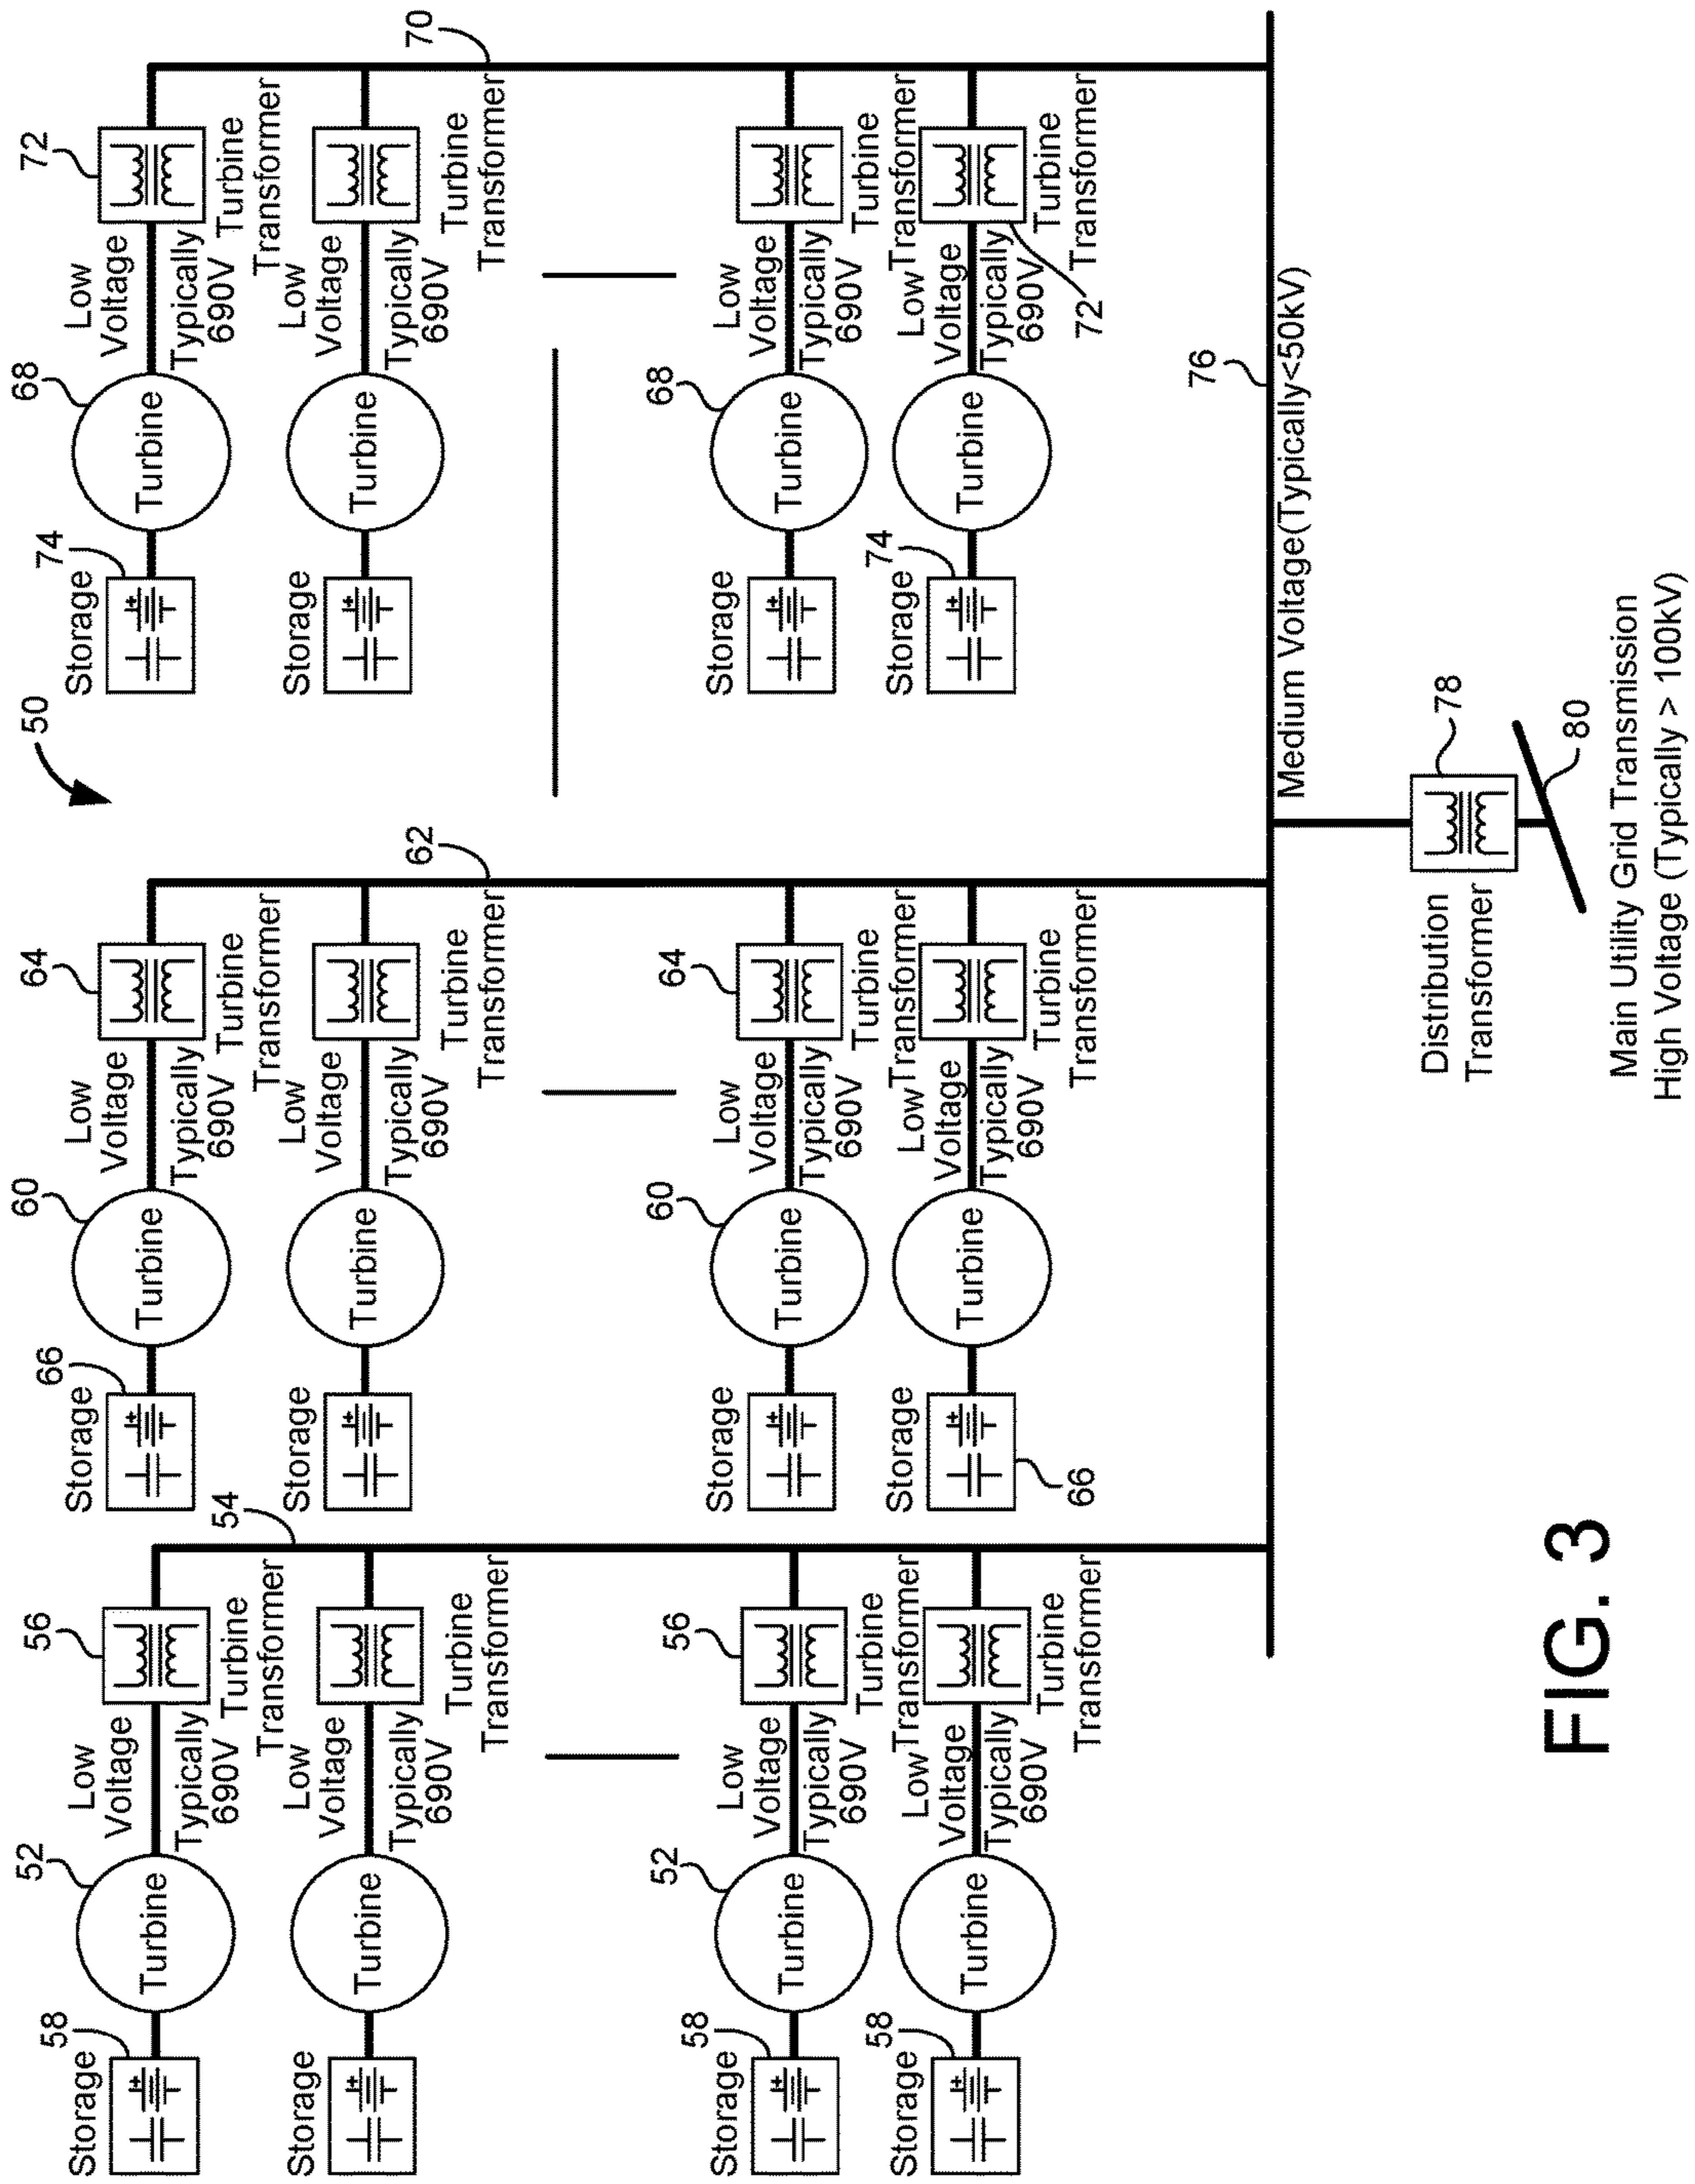 50
58
Storage
52
Turbine
Low
Voltage
Typically
690V
56
Turbine
Transformer
54
Storage
Turbine
Low
Voltage
Typically
690V
Turbine
Transformer
58
Storage
52
Turbine
Low
Voltage
Typically
690V
56
Turbine
Transformer
58
Storage
Turbine
Low
Voltage
Typically
690V
Turbine
Transformer
66
Storage
60
Turbine
Low
Voltage
Typically
690V
64
Turbine
Transformer
62
Storage
Turbine
Low
Voltage
Typically
690V
Turbine
Transformer
Storage
60
Turbine
Low
Voltage
Typically
690V
64
Turbine
Transformer
Storage
66
Turbine
Low
Voltage
Typically
690V
Turbine
Transformer
74
Storage
68
Turbine
Low
Voltage
Typically
690V
72
Turbine
Transformer
70
Storage
Turbine
Low
Voltage
Typically
690V
Turbine
Transformer
Storage
68
Turbine
Low
Voltage
Typically
690V
Turbine
Transformer
74
Storage
Turbine
Low
Voltage
Typically
690V
72
Turbine
Transformer
76
Medium Voltage(Typically<50kV)
Distribution
Transformer
78
80
Main Utility Grid Transmission
High Voltage (Typically > 100kV)
FIG. 3